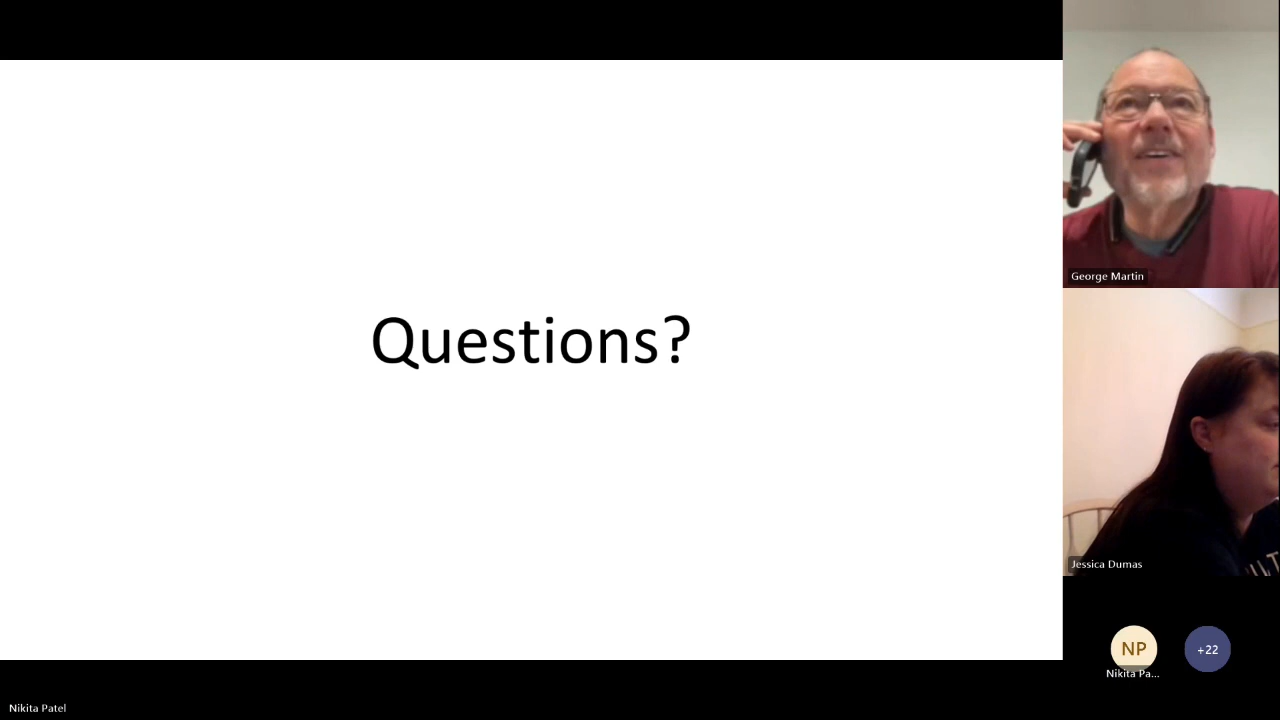 Questions?
George Martin
Jessica Dumas
NP
+22
Nikita Pa...
Nikita Patel